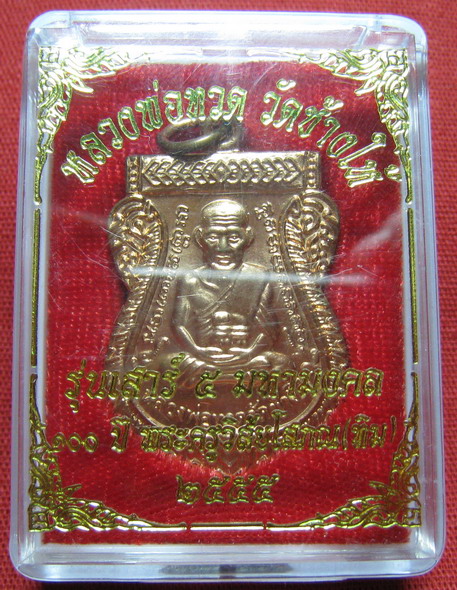 หลวงพ่อทวด วัดช้างให้
รุ่นเสาร์ ๕ มหามงคล
๑๐๐ ปี พระครูวิสัยโสภณ(ทิม)
๒๕๕๕